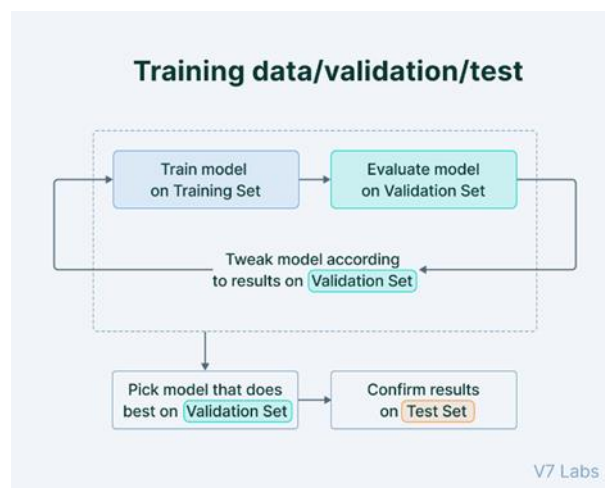 Training data/validation/test
Train model
on Training Set
Evaluate model
on Validation Set
Tweak model according
to results on Validation Set
Pick model that does
best on Validation Set
Confirm results
on Test Set
V7 Labs